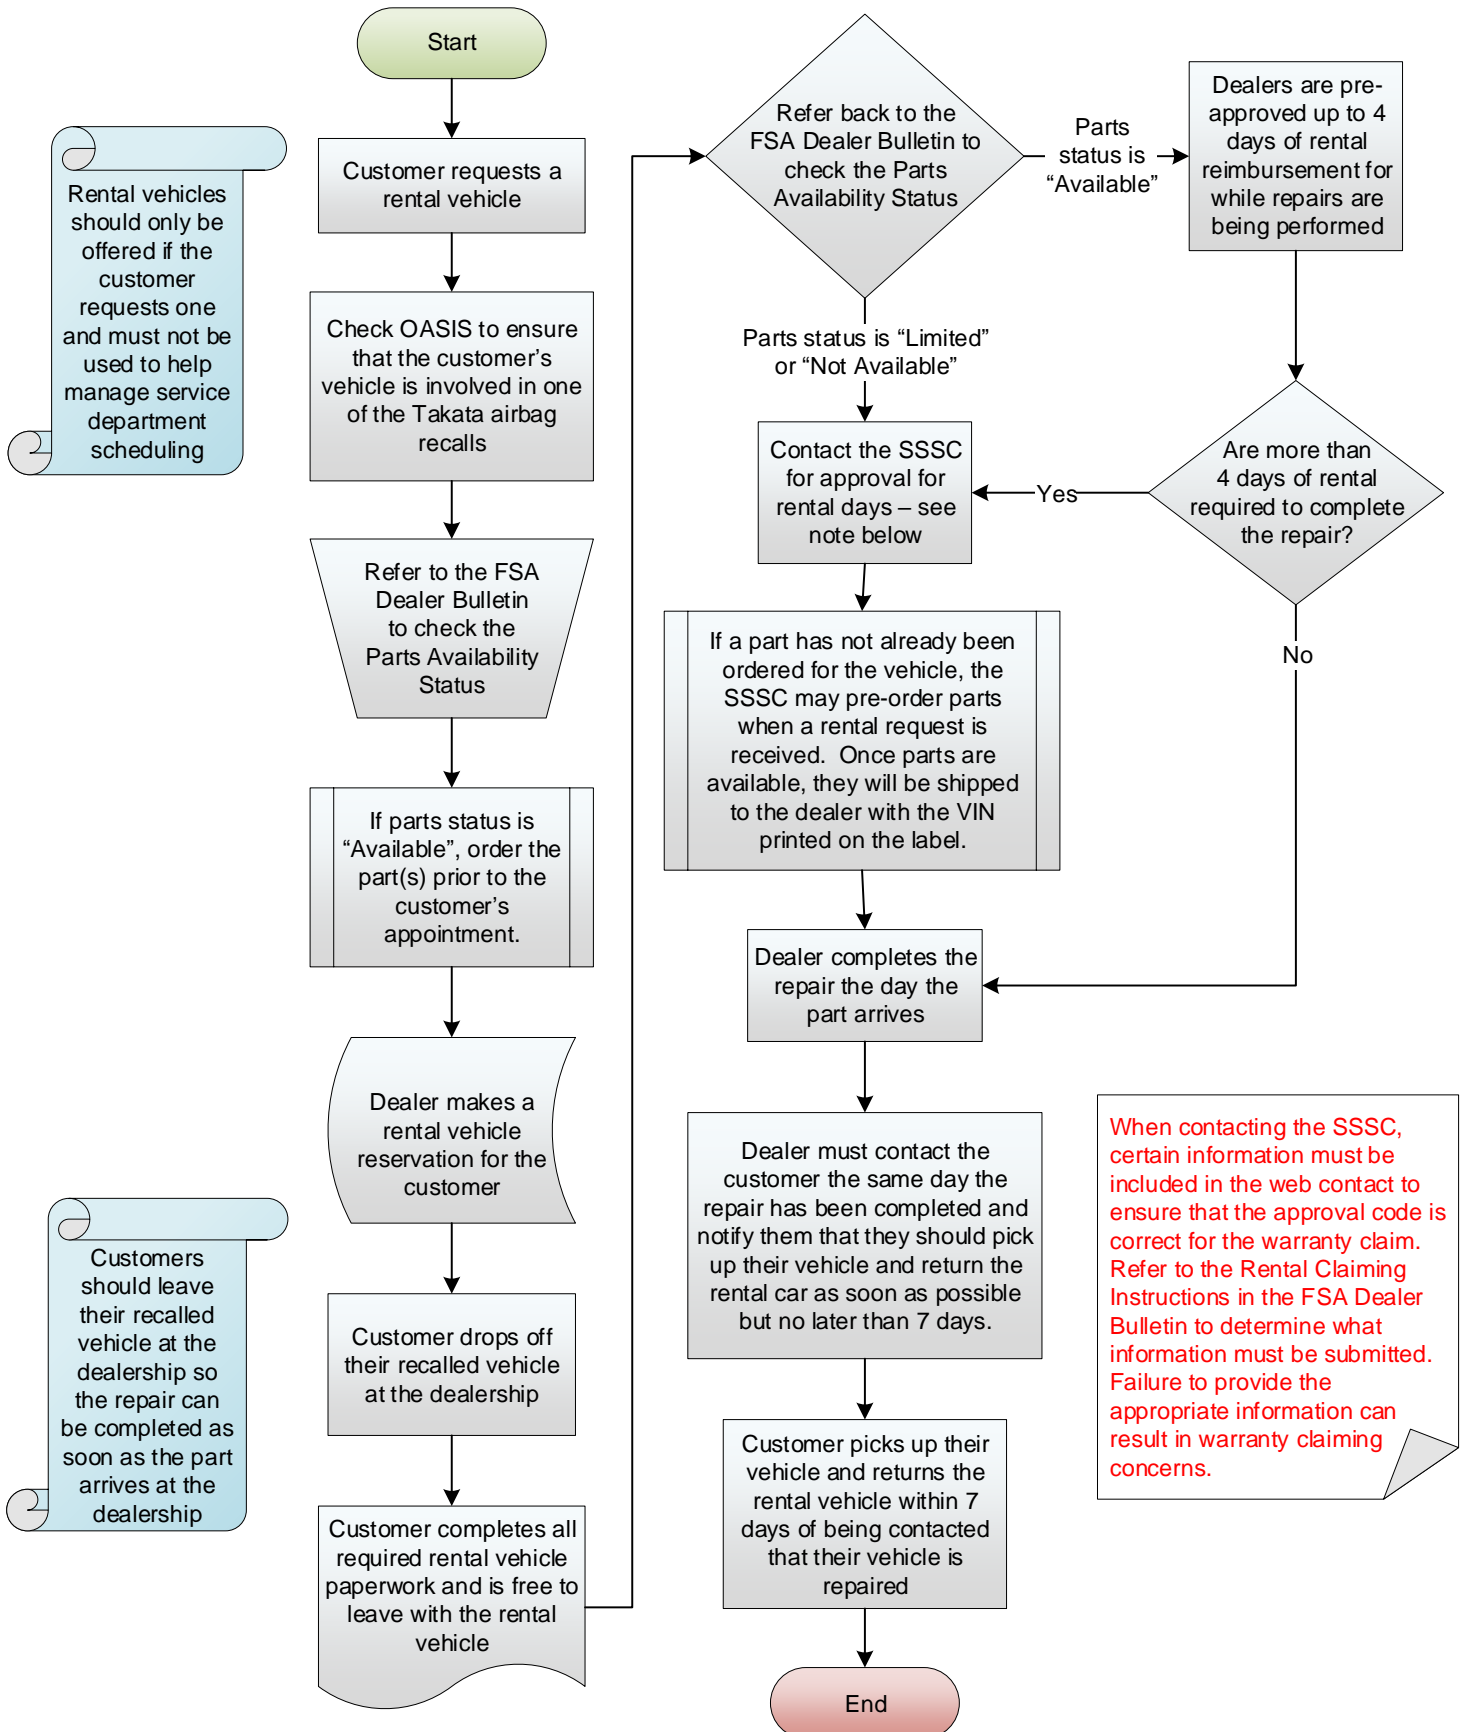 Start
Customer requests a
rental vehicle
Rental vehicles
should only be
offered if the
customer
requests one
and must not be
used to help
manage service
department
scheduling
Check OASIS to ensure
that the customer’s
vehicle is involved in one
of the Takata airbag
recalls
Refer to the FSA
Dealer Bulletin
to check the
Parts Availability
Status
If parts status is
“Available”, order the
part(s) prior to the
customer’s
appointment.
Dealer makes a
rental vehicle
reservation for the
customer
Customers
should leave
their recalled
vehicle at the
dealership so
the repair can
be completed as
soon as the part
arrives at the
dealership
Customer drops off
their recalled vehicle
at the dealership
Customer completes all
required rental vehicle
paperwork and is free to
leave with the rental
vehicle
Refer back to the
FSA Dealer Bulletin to
check the Parts
Availability Status
Parts
status is
“Available”
Dealers are pre-
approved up to 4
days of rental
reimbursement for
while repairs are
being performed
Parts status is “Limited”
or “Not Available”
Are more than
4 days of rental
required to complete
the repair?
Yes
No
Contact the SSSC
for approval for
rental days – see
note below
If a part has not already been
ordered for the vehicle, the
SSSC may pre-order parts
when a rental request is
received.  Once parts are
available, they will be shipped
to the dealer with the VIN
printed on the label.
Dealer completes the
repair the day the
part arrives
Dealer must contact the
customer the same day the
repair has been completed and
notify them that they should pick
up their vehicle and return the
rental car as soon as possible
but no later than 7 days.
When contacting the SSSC,
certain information must be
included in the web contact to
ensure that the approval code is
correct for the warranty claim.
Refer to the Rental Claiming
Instructions in the FSA Dealer
Bulletin to determine what
information must be submitted.
Failure to provide the
appropriate information can
result in warranty claiming
concerns.
Customer picks up their
vehicle and returns the
rental vehicle within 7
days of being contacted
that their vehicle is
repaired
End